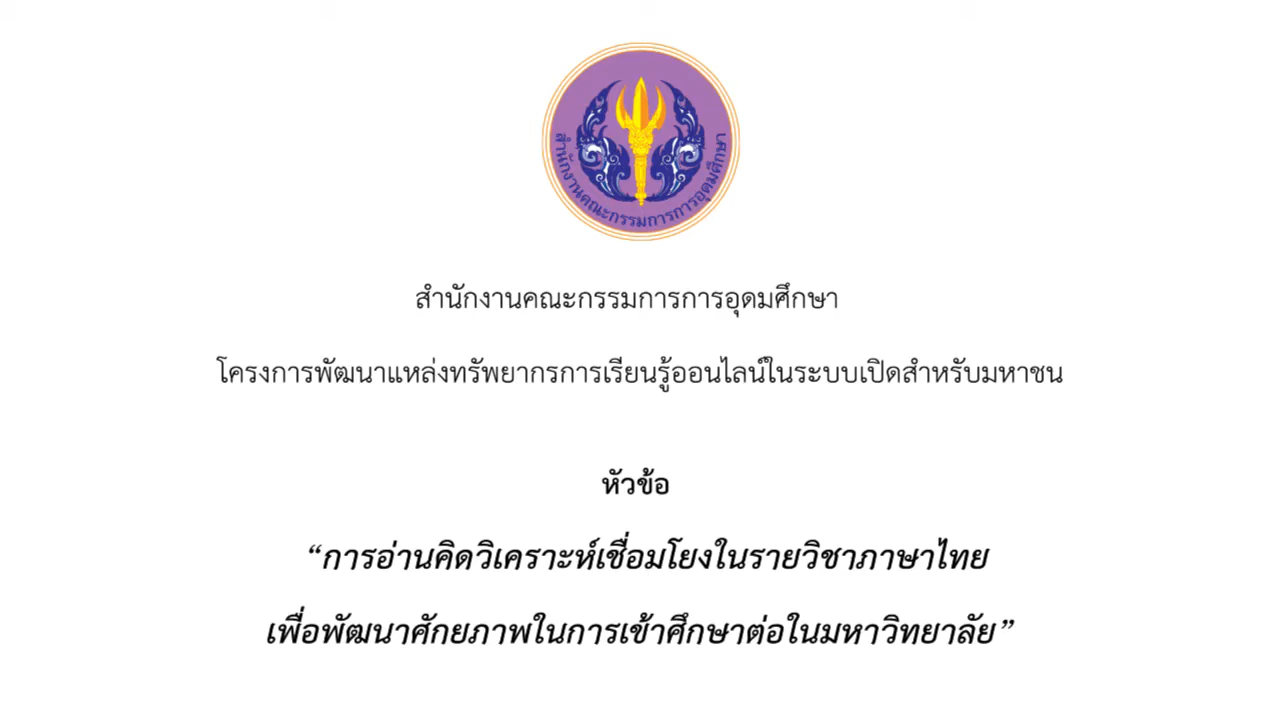 สำนักงานคณะกรรมการการอุดมศึกษา
สำนักงานคณะกรรมการการอุดมศึกษา
โครงการพัฒนาแหล่งทรัพยากรการเรียนรู้ออนไลน์ในระบบเปิดสำหรับมหาชน
หัวข้อ
“การอ่านคิดวิเคราะห์เชื่อมโยงในรายวิชาภาษาไทย
เพื่อพัฒนาศักยภาพในการเข้าศึกษาต่อในมหาวิทยาลัย”